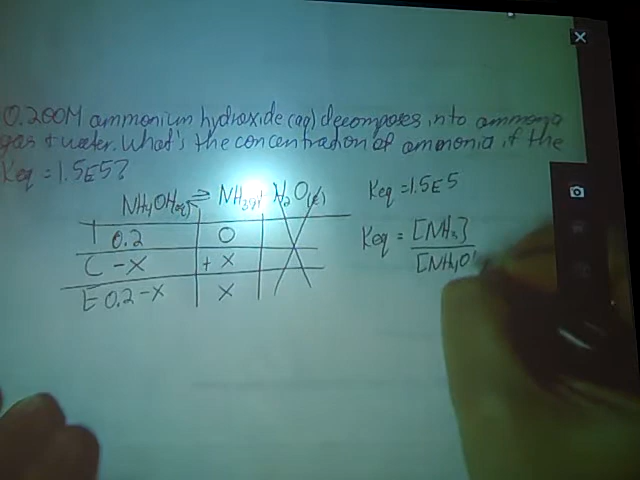 0.200M ammonium hydroxide (aq) decomposes into ammonia
gas + water. What's the concentration of ammonia if the
Keq = 1.5E5?
NH4OH(aq) ⇌ NH3(g) H2O(l)
Keq = 1.5E5
I 0.2 0
C -X + X
E 0.2-X X
Keq = [NH3]
[NH4O